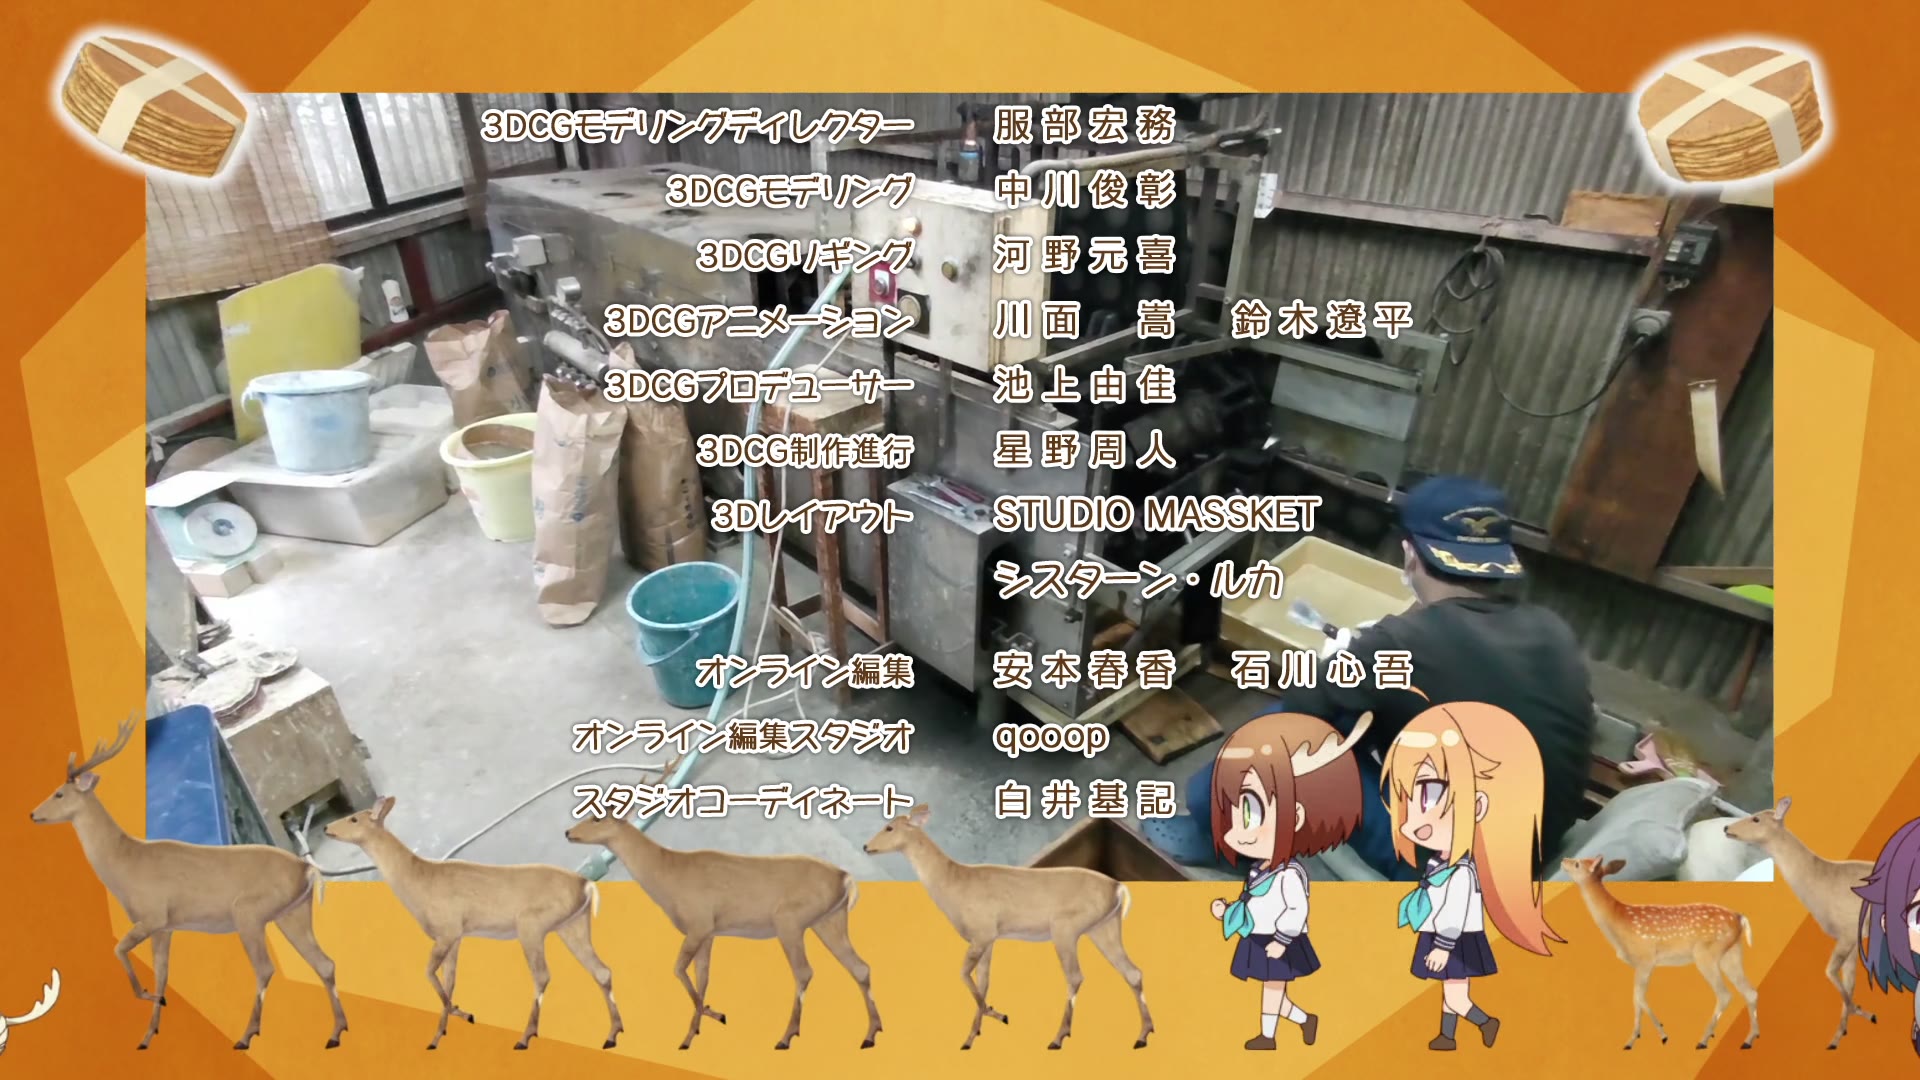 3DCGモデリングディレクター 服部宏務
3DCGモデリング 中川俊彰
3DCGリギング 河野元喜
3DCGアニメーション 川面 嵩 鈴木遼平
3DCGプロデューサー 池上由佳
3DCG制作進行 星野周人
3Dレイアウト STUDIO MASSKET
シスターン・ルカ
オンライン編集 安本春香 石川心吾
オンライン編集スタジオ qooop
スタジオコーディネート 白井基記